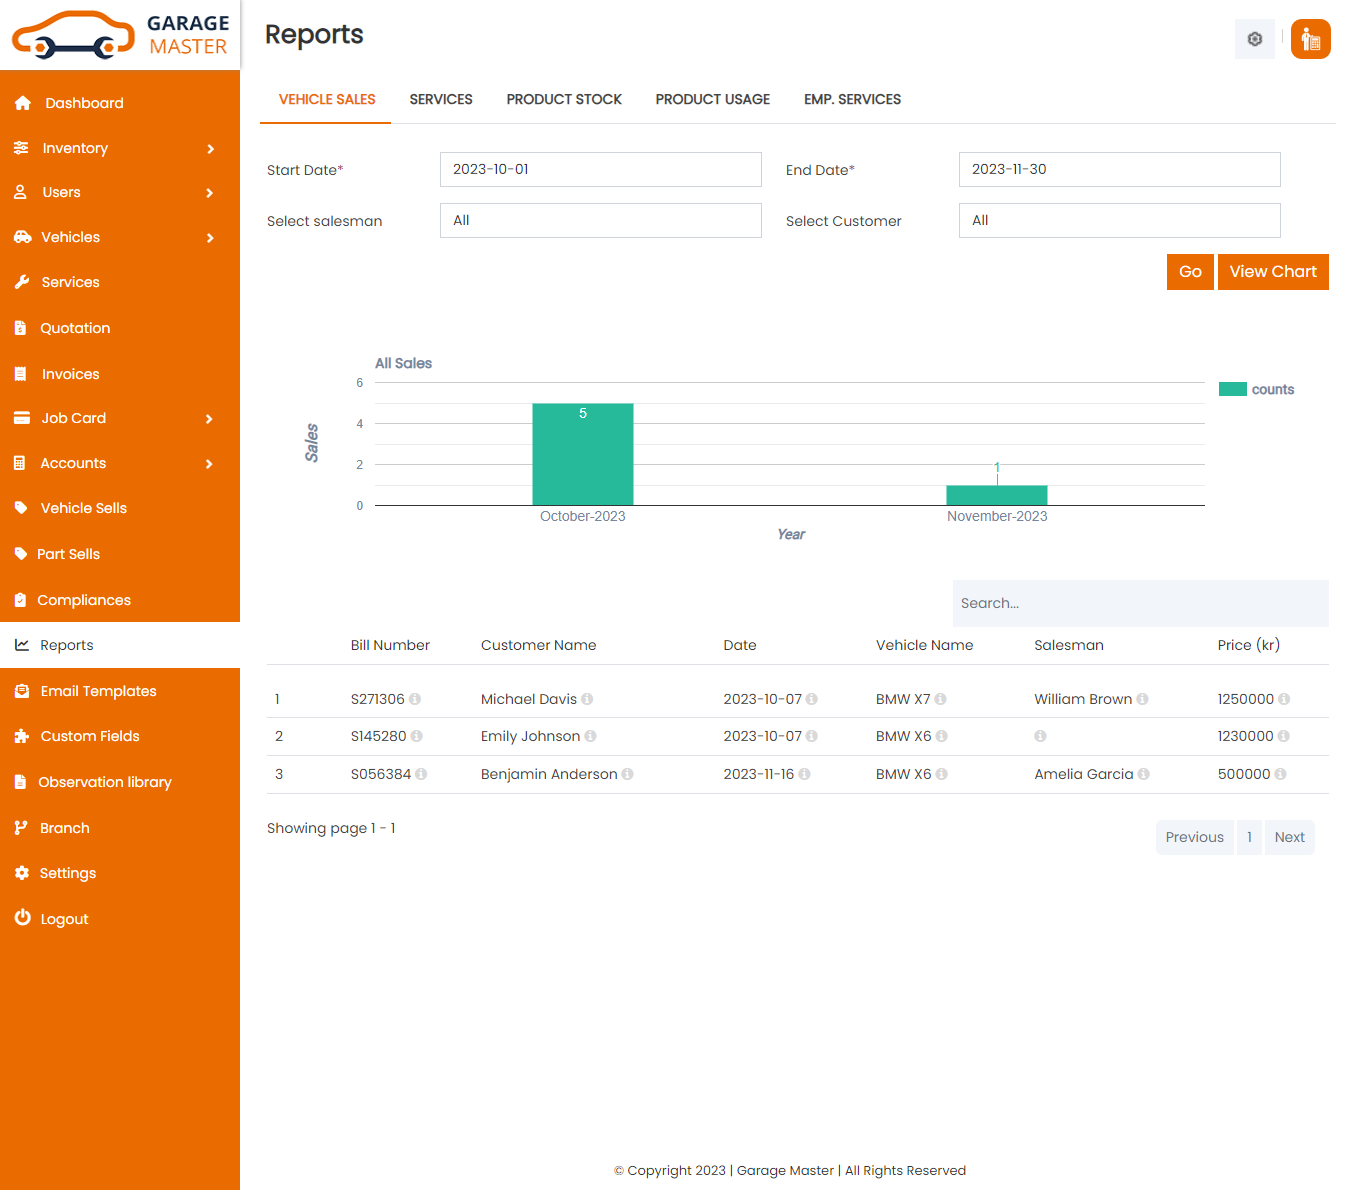 GARAGE
MASTER
Reports
Dashboard
Inventory
Users
Vehicles
Services
Quotation
Invoices
Job Card
Accounts
Vehicle Sells
Part Sells
Compliances
Reports
Email Templates
Custom Fields
Observation library
Branch
Settings
Logout
VEHICLE SALES SERVICES PRODUCT STOCK PRODUCT USAGE EMP. SERVICES
Start Date* 2023-10-01 End Date* 2023-11-30
Select salesman All Select Customer All
Go View Chart
All Sales
6
4
2
0
Sales
5
1
counts
October-2023 November-2023
Year
Search...
Bill Number Customer Name Date Vehicle Name Salesman Price (kr)
1 S271306 Michael Davis 2023-10-07 BMW X7 William Brown 1250000
2 S145280 Emily Johnson 2023-10-07 BMW X6 1230000
3 S056384 Benjamin Anderson 2023-11-16 BMW X6 Amelia Garcia 500000
Showing page 1 - 1
Previous 1 Next
© Copyright 2023 | Garage Master | All Rights Reserved